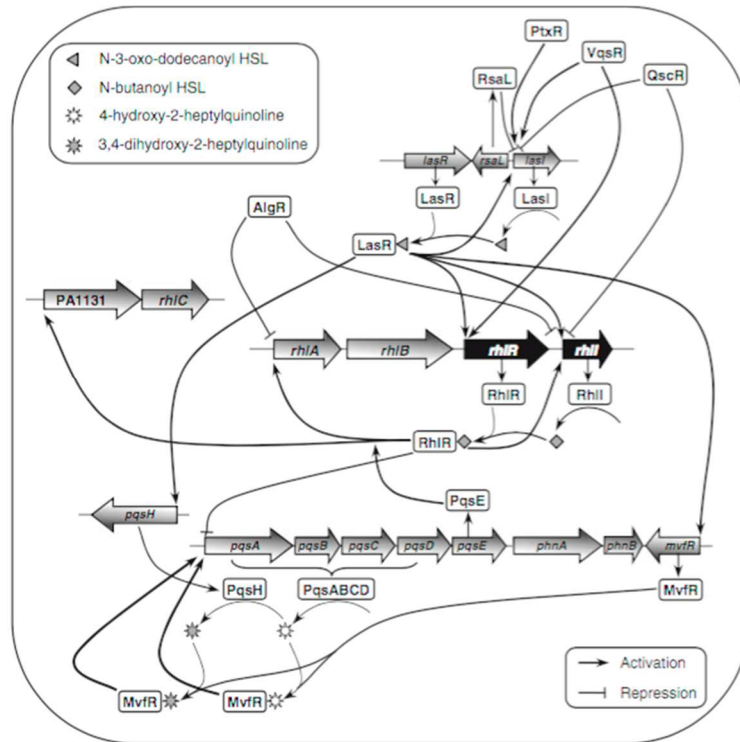 N-3-oxo-dodecanoyl HSL
N-butanoyl HSL
4-hydroxy-2-heptylquinoline
3,4-dihydroxy-2-heptylquinoline
PtxR
VqsR
RsaL
QscR
lasR
rsaL
lasI
LasR
LasI
AlgR
LasR
PA1131
rhlC
rhlA
rhlB
rhlR
rhlI
RhlR
RhlI
RhlR
PqsE
pqsH
pqsA
pqsB
pqsC
pqsD
pqsE
phnA
phnB
mvfR
PqsH
PqsABCD
MvfR
MvfR
MvfR
Activation
Repression